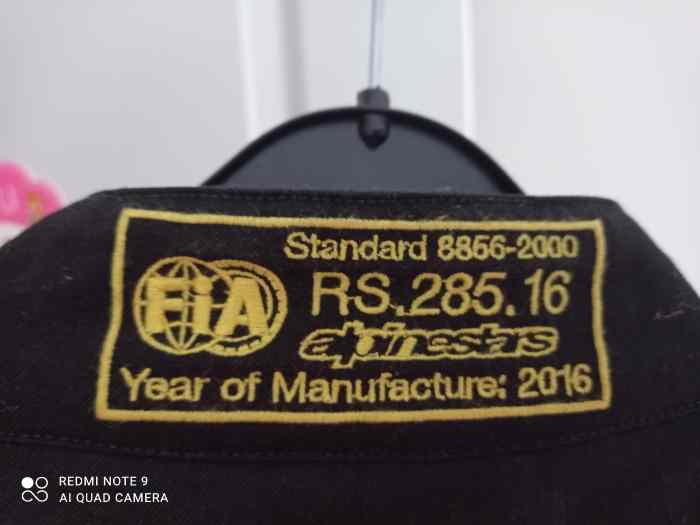 Standard 8856-2000
FiA
RS.285.16
alpinestars
Year of Manufacture: 2016
U
REDMI NOTE 9
AI QUAD CAMERA